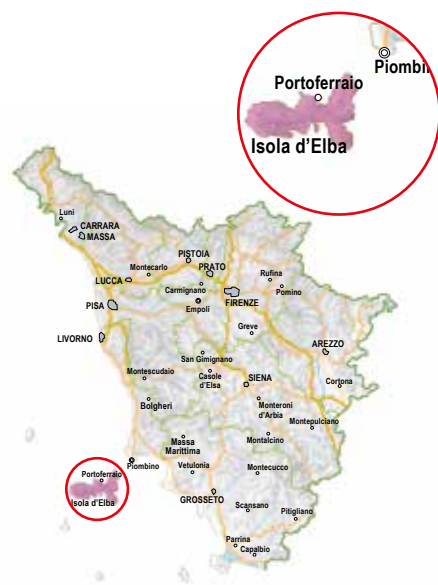 Piombi
Portoferraio
Isola d'Elba
Luni
CARRARA
MASSA
PISTOIA
Montecarlo
PRATO
LUCCA
Carmignano
Rufina
Pomino
PISA
Empoli
FIRENZE
LIVORNO
Greve
AREZZO
San Gimignano
Montescudaio
Casole
d'Elsa
SIENA
Cortona
Bolgheri
Monteroni
d'Arbia
Montepulciano
Massa
Marittima
Montalcino
Piombino
Portoferraio
Vetulonia
Montecucco
Isola d'Elba
GROSSETO
Scansano
Pitigliano
Parrina
Capalbio